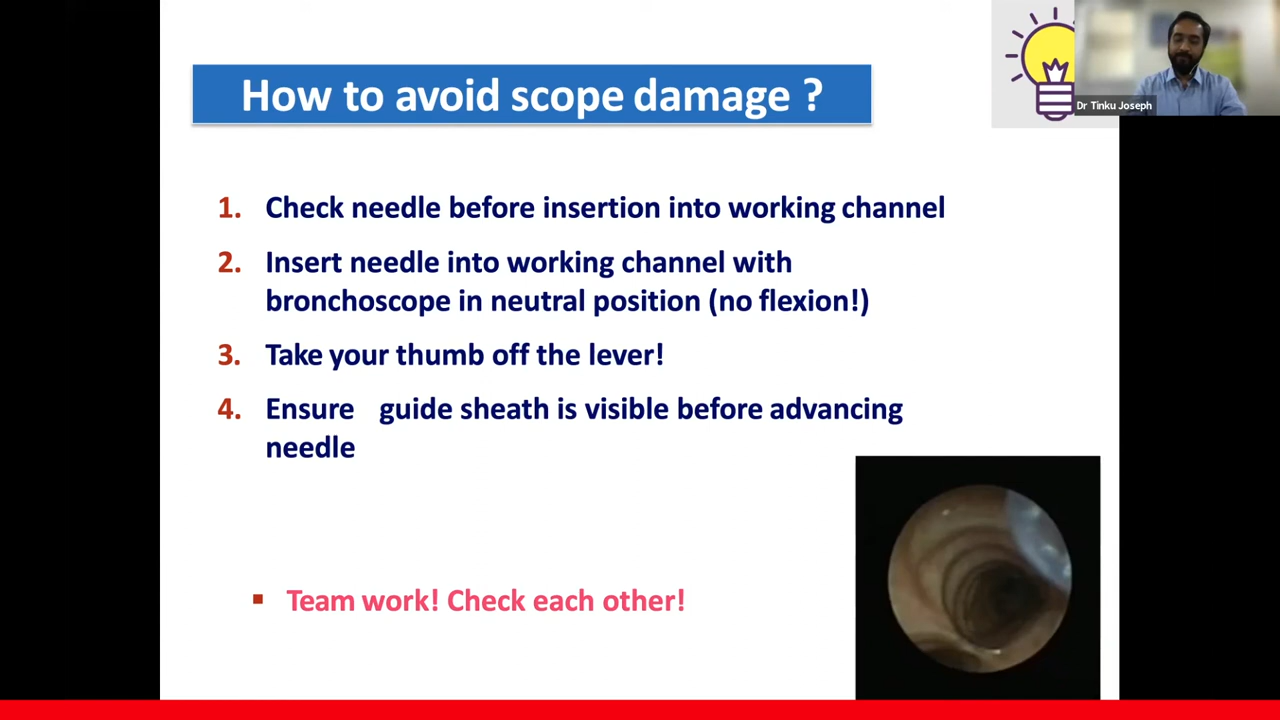 How to avoid scope damage ?
Dr Tinku Joseph
1. Check needle before insertion into working channel
2. Insert needle into working channel with
bronchoscope in neutral position (no flexion!)
3. Take your thumb off the lever!
4. Ensure guide sheath is visible before advancing
needle
▪ Team work! Check each other!